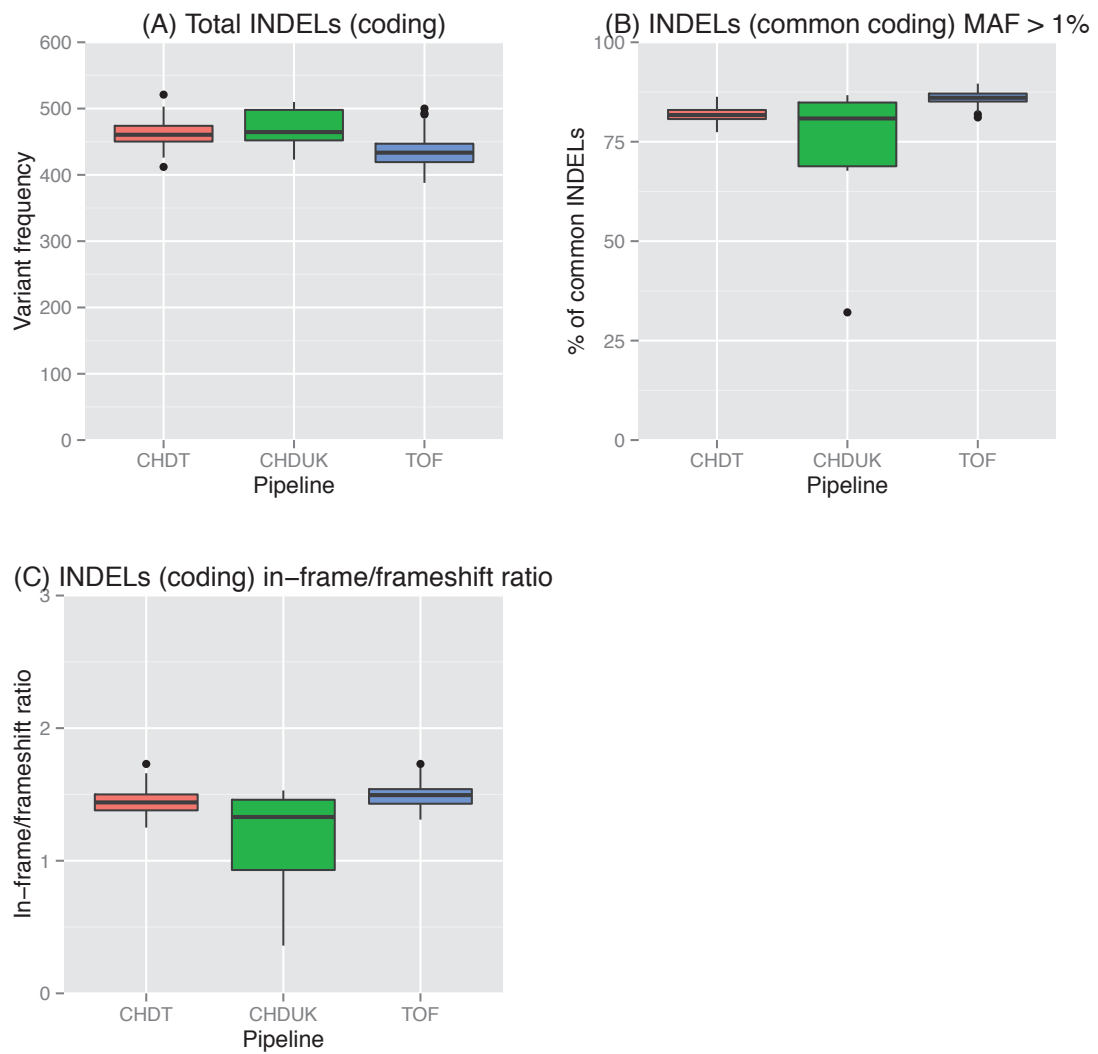 (A) Total INDELs (coding)
600
500
400
300
200
100
0
Variant frequency
CHDT CHDUK TOF
Pipeline
(B) INDELs (common coding) MAF > 1%
100
75
50
25
0
% of common INDELs
CHDT CHDUK TOF
Pipeline
(C) INDELs (coding) in−frame/frameshift ratio
3
2
1
0
In−frame/frameshift ratio
CHDT CHDUK TOF
Pipeline